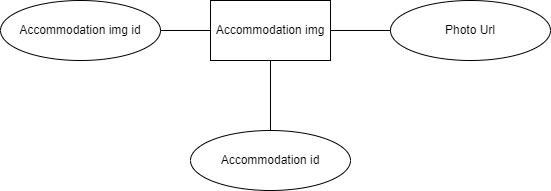 Accommodation img id
Accommodation img
Photo Url
Accommodation id